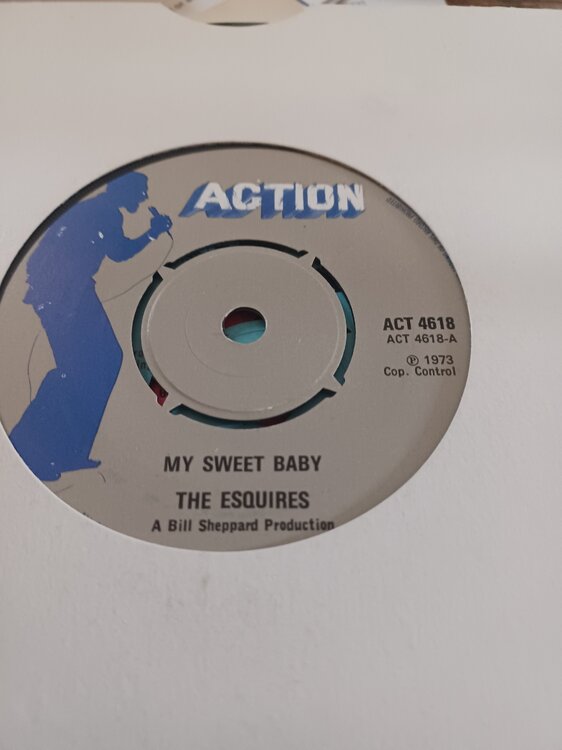 ACTION
ACT 4618
ACT 4618-A
Ⓟ 1973
Cop. Control
MY SWEET BABY
THE ESQUIRES
A Bill Sheppard Production